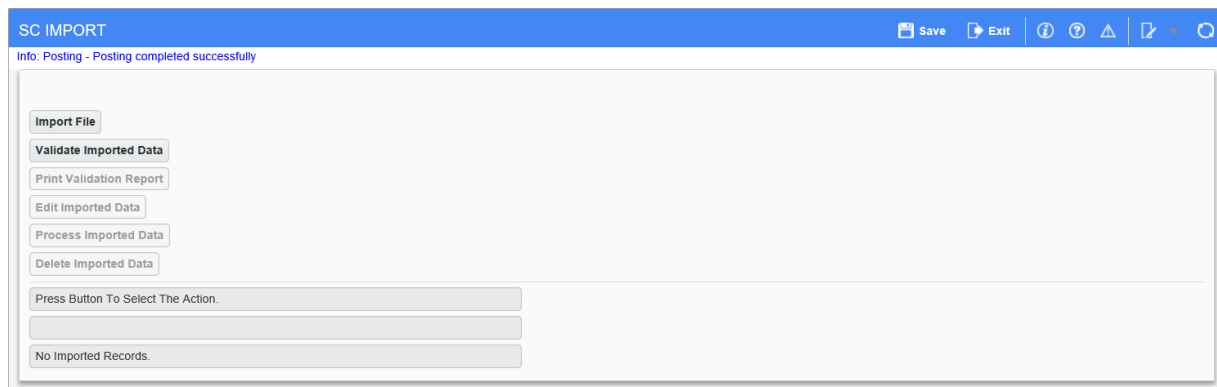 SC IMPORT Save Exit
Info: Posting - Posting completed successfully
Import File
Validate Imported Data
Print Validation Report
Edit Imported Data
Process Imported Data
Delete Imported Data
Press Button To Select The Action.
No Imported Records.